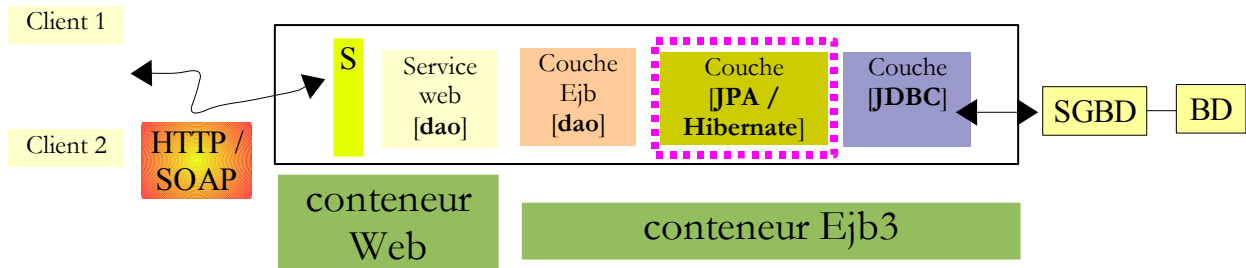 Client 1
Client 2
HTTP /
SOAP
S
Service
web
[dao]
Couche
Ejb
[dao]
Couche
[JPA /
Hibernate]
Couche
[JDBC]
SGBD
BD
conteneur
Web
conteneur Ejb3